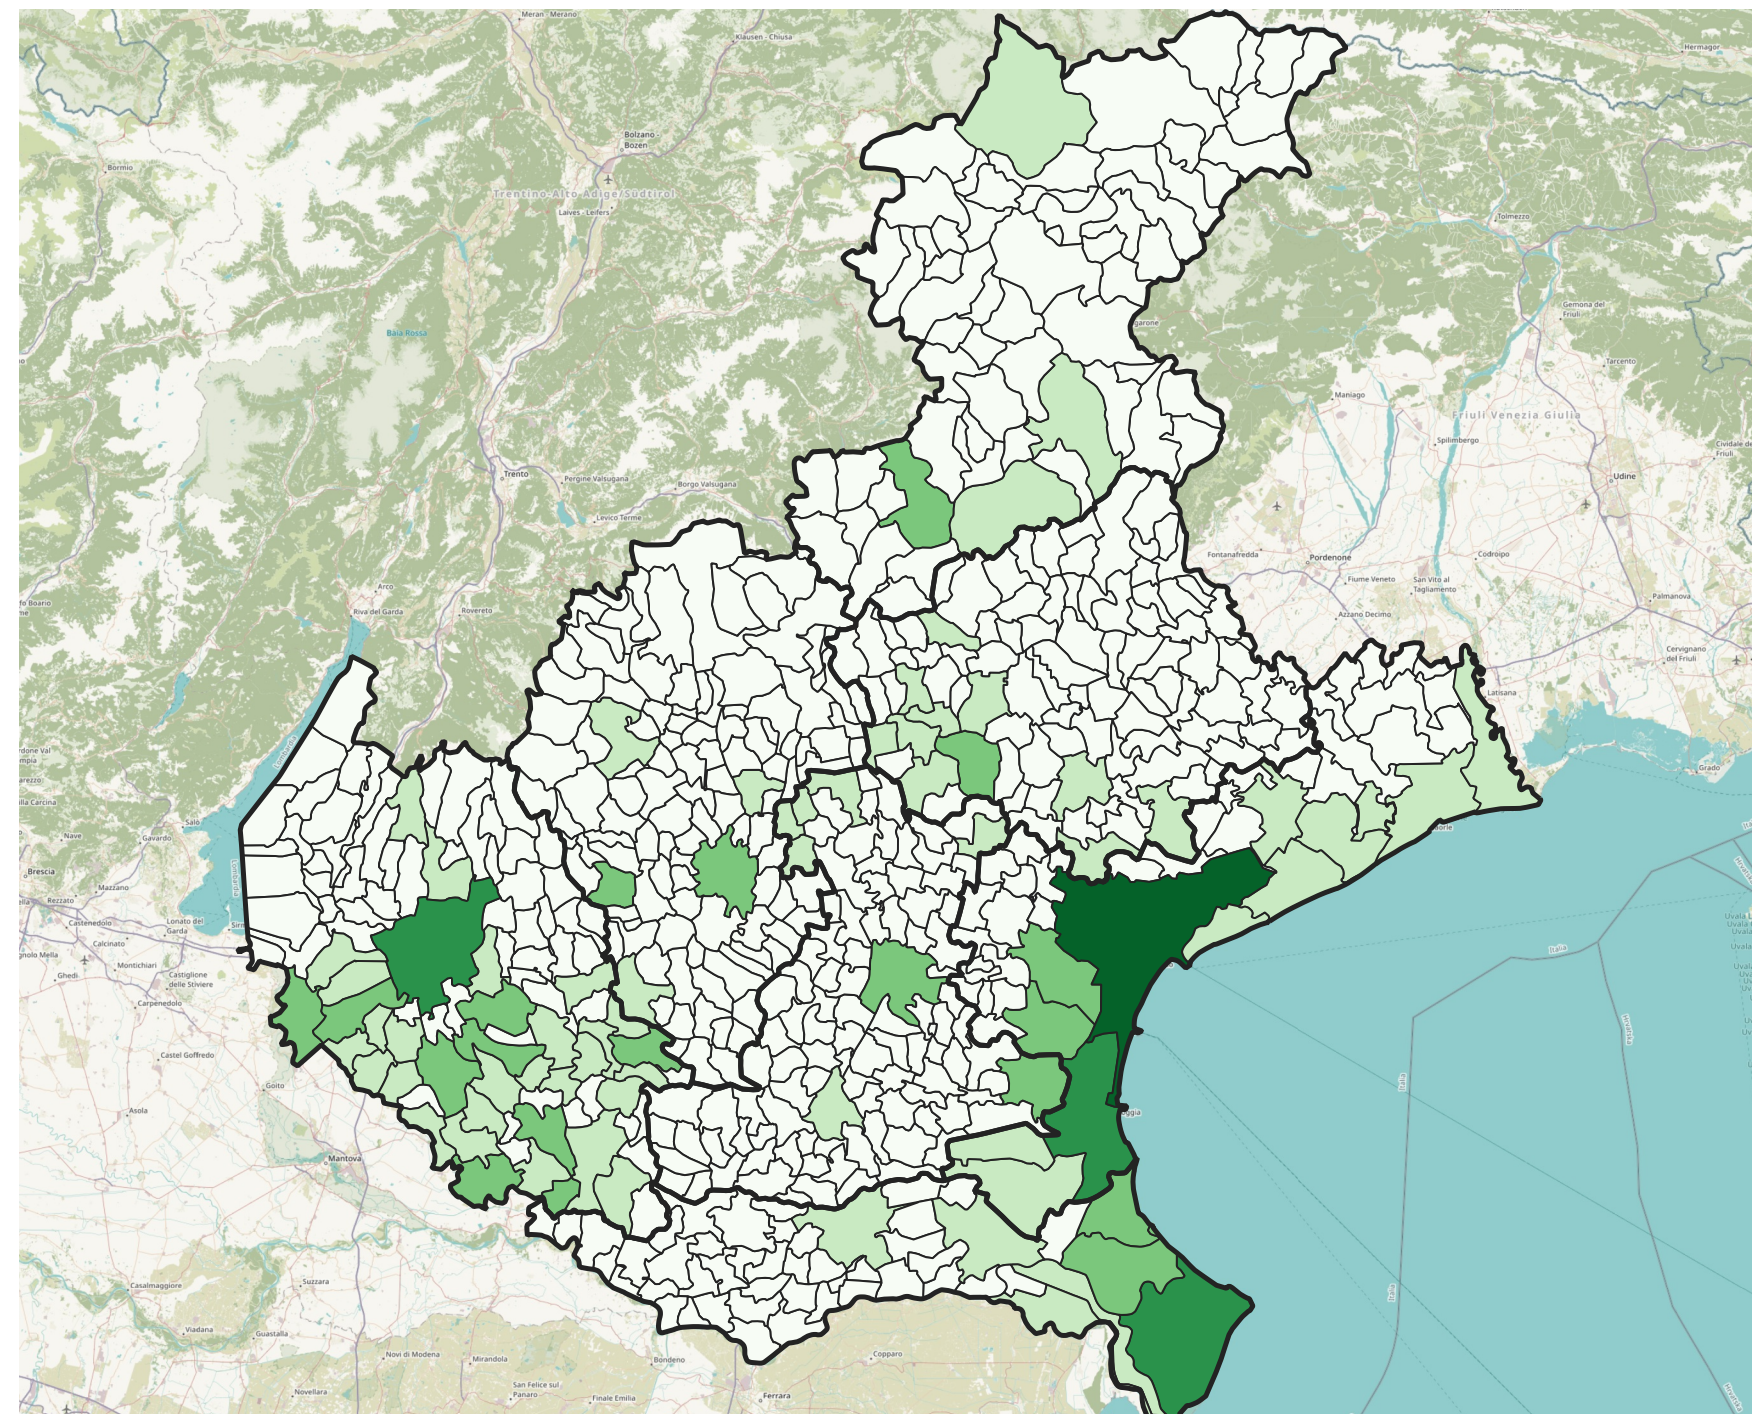 Meran - Merano
Klausen - Chiusa
Hermagor
Bormio
Bolzano -
Bozen
Trentino-Alto Adige/Südtirol
Laives - Leifers
Tolmezzo
Baia Rossa
Gemona del
Friuli
Tarcento
Maniago
Friuli Venezia Giulia
Spilimbergo
Udine
Trento
Pergine Valsugana
Borgo Valsugana
Levico Terme
Fontanafredda
Pordenone
Codroipo
Fiume Veneto
San Vito al
Tagliamento
Palmanova
Azzano Decimo
Arco
Riva del Garda
Rovereto
Cervignano
del Friuli
Latisana
Grado
Salò
Gavardo
Nave
Brescia
Lombardia
Mazzano
Rezzato
Castenedolo
Lonato del
Garda
Calcinato
Montichiari
Ghedi
Castiglione
delle Stiviere
Carpenedolo
Italia
Hrvatska
Castel Goffredo
Goito
Asola
Mantova
Italia
Italia
Casalmaggiore
Suzzara
Viadana
Guastalla
Novi di Modena
Mirandola
Bondeno
Copparo
Novellara
San Felice sul
Panaro
Finale Emilia
Ferrara